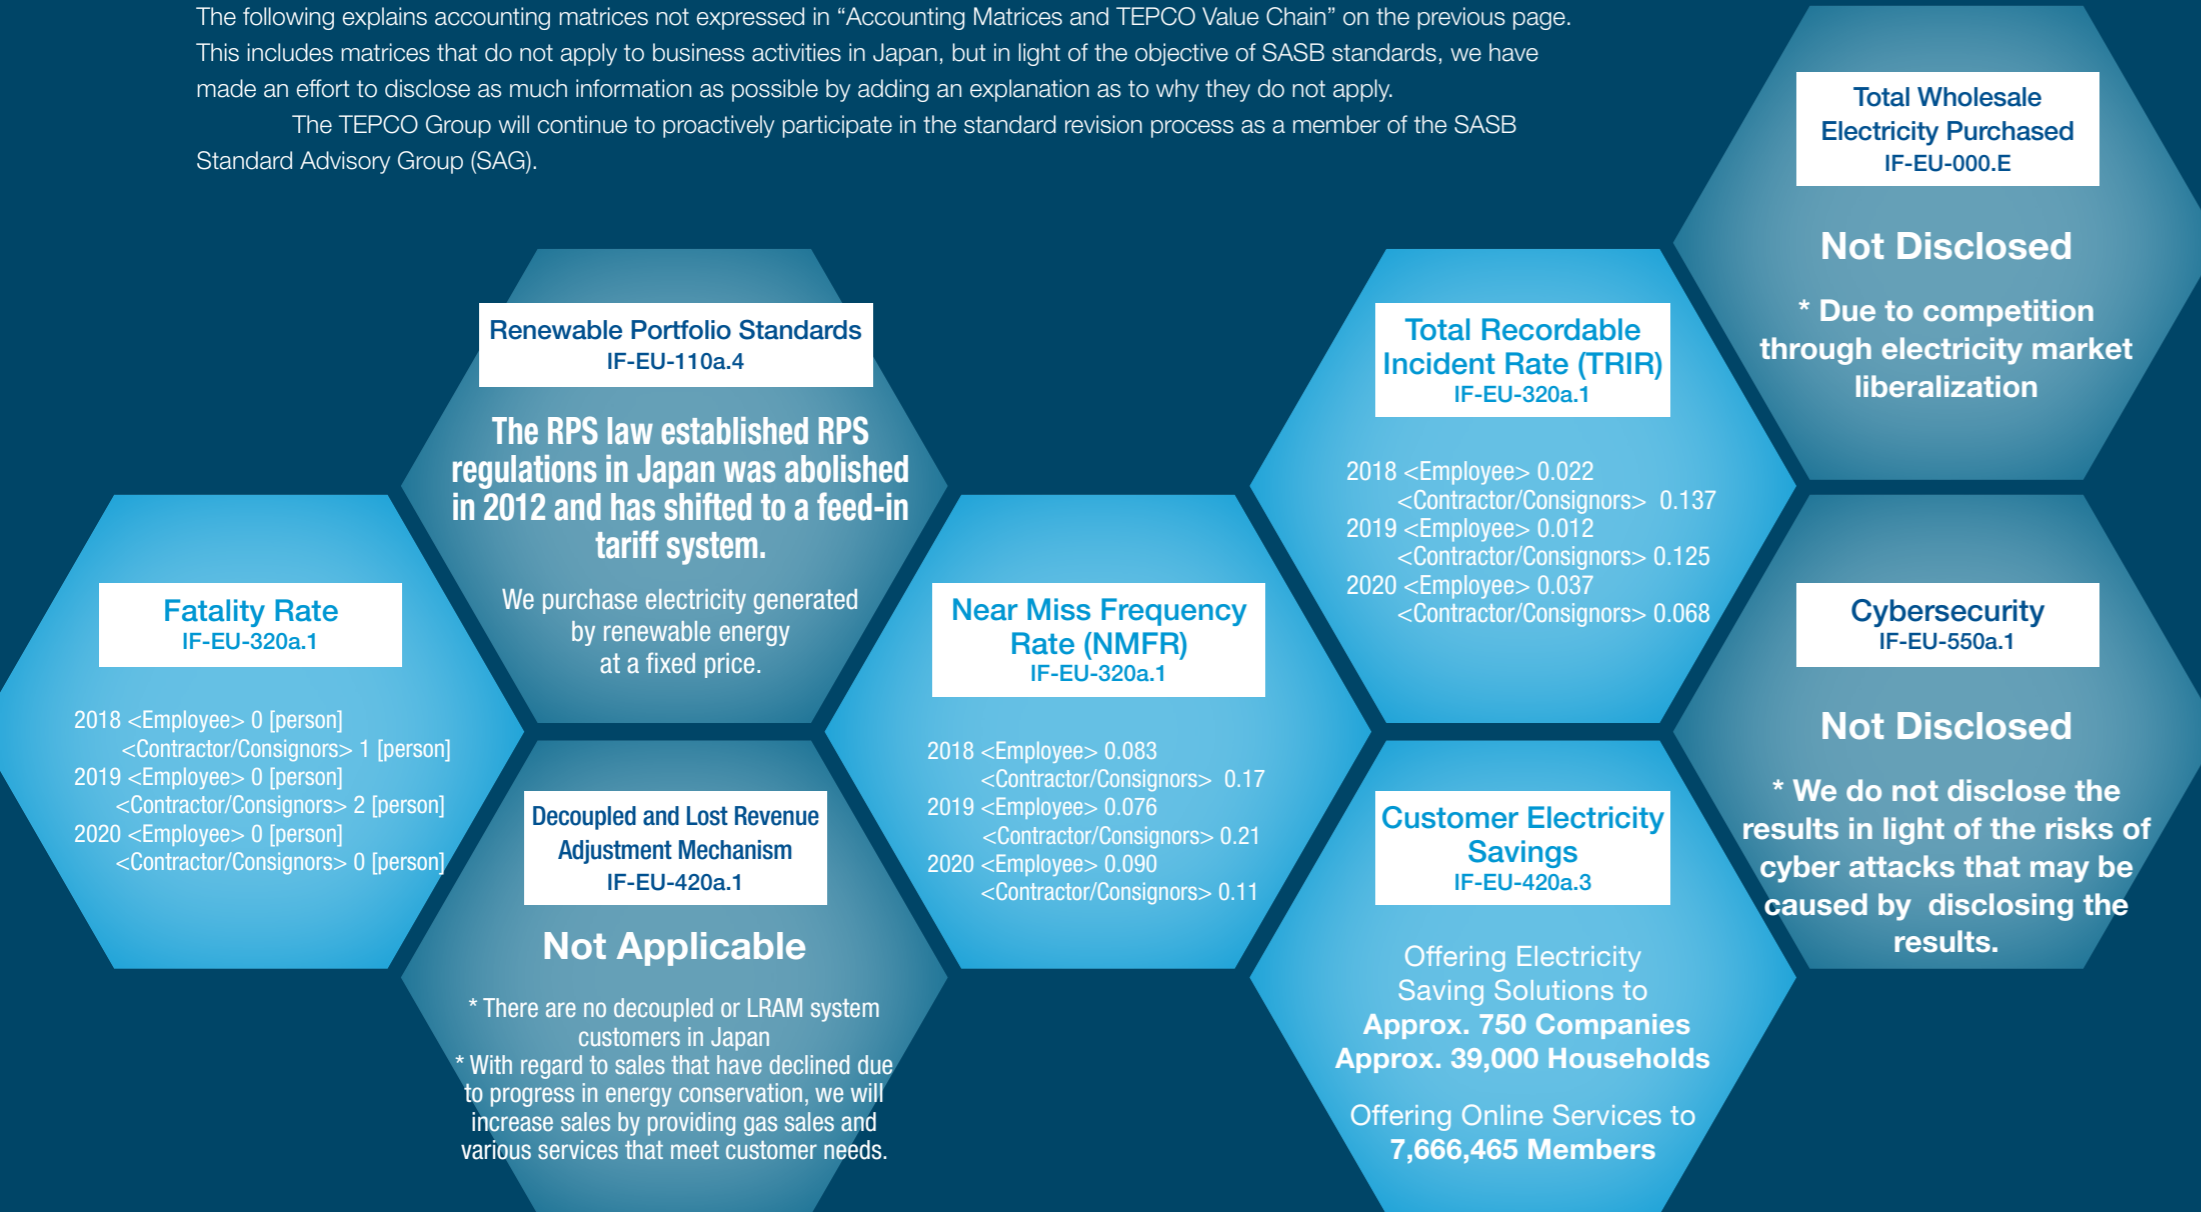 The following explains accounting matrices not expressed in “Accounting Matrices and TEPCO Value Chain” on the previous page.
This includes matrices that do not apply to business activities in Japan, but in light of the objective of SASB standards, we have
made an effort to disclose as much information as possible by adding an explanation as to why they do not apply.
The TEPCO Group will continue to proactively participate in the standard revision process as a member of the SASB
Standard Advisory Group (SAG).
Fatality Rate
IF-EU-320a.1
2018 <Employee> 0 [person]
<Contractor/Consignors> 1 [person]
2019 <Employee> 0 [person]
<Contractor/Consignors> 2 [person]
2020 <Employee> 0 [person]
<Contractor/Consignors> 0 [person]
Renewable Portfolio Standards
IF-EU-110a.4
The RPS law established RPS
regulations in Japan was abolished
in 2012 and has shifted to a feed-in
tariff system.
We purchase electricity generated
by renewable energy
at a fixed price.
Decoupled and Lost Revenue
Adjustment Mechanism
IF-EU-420a.1
Not Applicable
* There are no decoupled or LRAM system
customers in Japan
* With regard to sales that have declined due
to progress in energy conservation, we will
increase sales by providing gas sales and
various services that meet customer needs.
Near Miss Frequency
Rate (NMFR)
IF-EU-320a.1
2018 <Employee> 0.083
<Contractor/Consignors> 0.17
2019 <Employee> 0.076
<Contractor/Consignors> 0.21
2020 <Employee> 0.090
<Contractor/Consignors> 0.11
Total Recordable
Incident Rate (TRIR)
IF-EU-320a.1
2018 <Employee> 0.022
<Contractor/Consignors> 0.137
2019 <Employee> 0.012
<Contractor/Consignors> 0.125
2020 <Employee> 0.037
<Contractor/Consignors> 0.068
Customer Electricity
Savings
IF-EU-420a.3
Offering Electricity
Saving Solutions to
Approx. 750 Companies
Approx. 39,000 Households
Offering Online Services to
7,666,465 Members
Total Wholesale
Electricity Purchased
IF-EU-000.E
Not Disclosed
* Due to competition
through electricity market
liberalization
Cybersecurity
IF-EU-550a.1
Not Disclosed
* We do not disclose the
results in light of the risks of
cyber attacks that may be
caused by disclosing the
results.